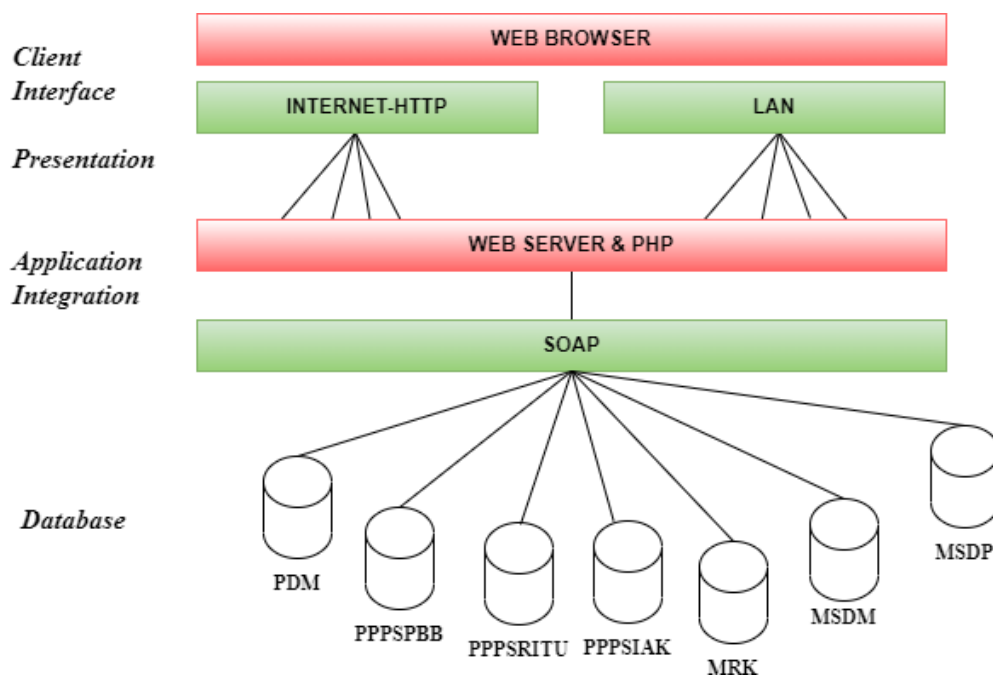 WEB BROWSER
Client
Interface
INTERNET-HTTP
LAN
Presentation
WEB SERVER & PHP
Application
Integration
SOAP
Database
PDM
PPPSPBB
PPPSRITU
PPPSIAK
MRK
MSDM
MSDP